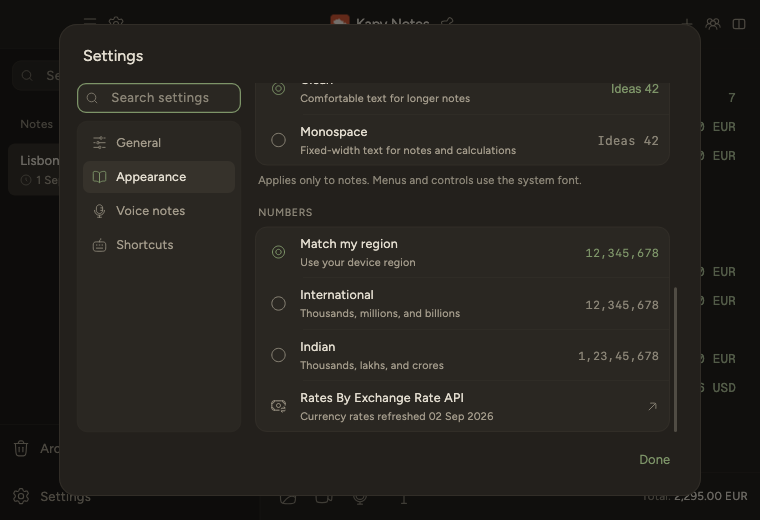 Kapy Notes
Settings
Search settings
General
Appearance
Voice notes
Shortcuts
Ideas 42
Comfortable text for longer notes
Monospace
Fixed-width text for notes and calculations
Ideas 42
Applies only to notes. Menus and controls use the system font.
NUMBERS
Match my region
Use your device region
12,345,678
International
Thousands, millions, and billions
12,345,678
Indian
Thousands, lakhs, and crores
1,23,45,678
Rates By Exchange Rate API
Currency rates refreshed 02 Sep 2026
Done
Notes
Lisbon
7
EUR
EUR
EUR
EUR
EUR
USD
Settings
Total: 2,295.00 EUR